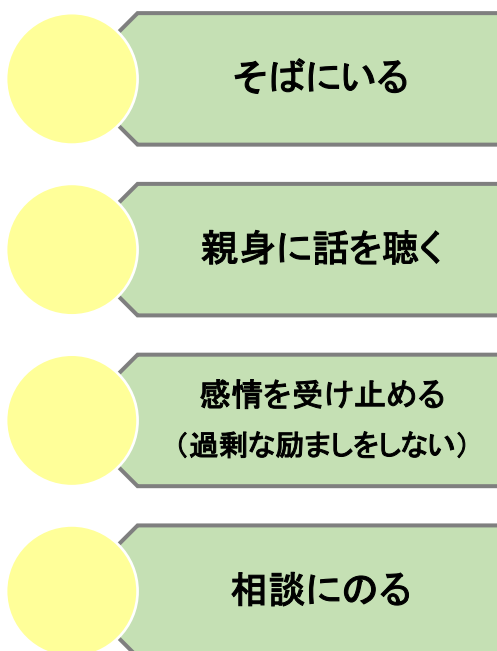 そばにいる
親身に話を聴く
感情を受け止める
（過剰な励ましをしない）
相談にのる